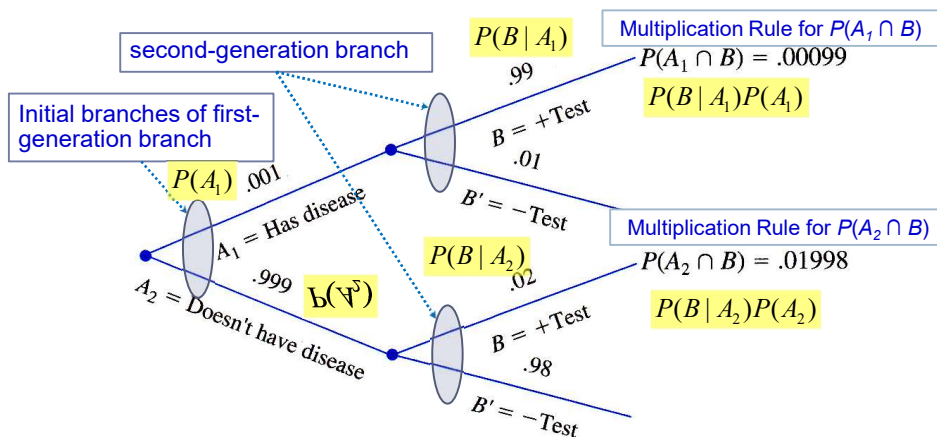 second-generation branch
P(B | A₁)
Multiplication Rule for P(A₁ ∩ B)
.99
P(A₁ ∩ B) = .00099
P(B | A₁)P(A₁)
Initial branches of first-
generation branch
B = +Test
.01
P(A₁)
.001
B' = −Test
A₁ = Has disease
Multiplication Rule for P(A₂ ∩ B)
P(B | A₂)
P(A₂ ∩ B) = .01998
.999
P(A₂)
.02
A₂ = Doesn't have disease
P(B | A₂)P(A₂)
B = +Test
.98
B' = −Test